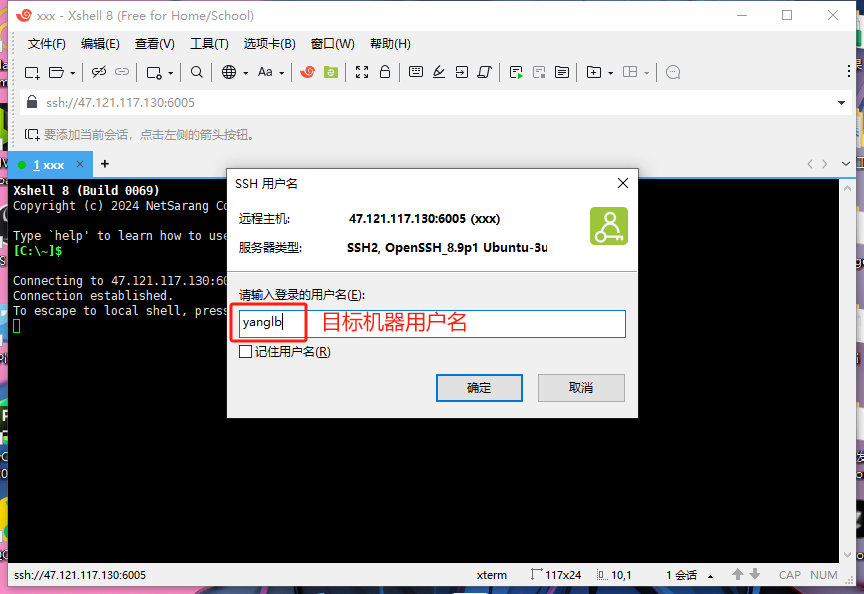 xxx - Xshell 8 (Free for Home/School)
文件(F) 编辑(E) 查看(V) 工具(T) 选项卡(B) 窗口(W) 帮助(H)
Aa
ssh://47.121.117.130:6005
要添加当前会话，点击左侧的箭头按钮。
1 xxx
Xshell 8 (Build 0069)
Copyright (c) 2024 NetSarang Co
Type `help' to learn how to use
[C:\~]$
Connecting to 47.121.117.130:60
Connection established.
To escape to local shell, press
SSH 用户名
远程主机: 47.121.117.130:6005 (xxx)
服务器类型: SSH2, OpenSSH_8.9p1 Ubuntu-3u
请输入登录的用户名(E):
yanglb 目标机器用户名
记住用户名(R)
确定 取消
ssh://47.121.117.130:6005 xterm 117x24 10,1 1 会话 CAP NUM